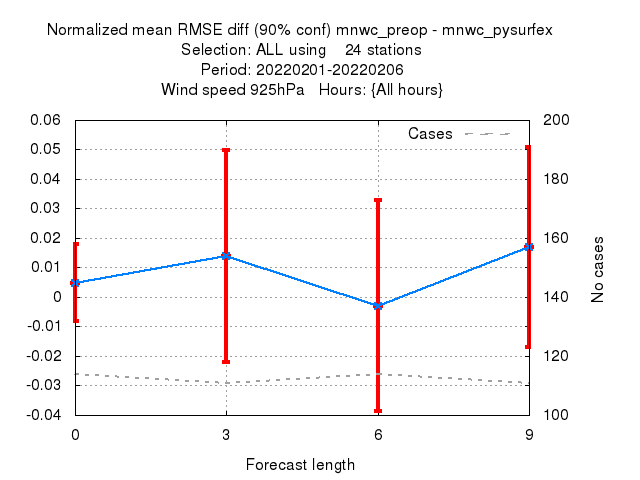 Normalized mean RMSE diff (90% conf) mnwc_preop - mnwc_pysurfex
Selection: ALL using    24 stations
Period: 20220201-20220206
Wind speed 925hPa   Hours: {All hours}
Cases
0.06
0.05
0.04
0.03
0.02
0.01
0
-0.01
-0.02
-0.03
-0.04
200
180
160
140
120
100
No cases
0 3 6 9
Forecast length